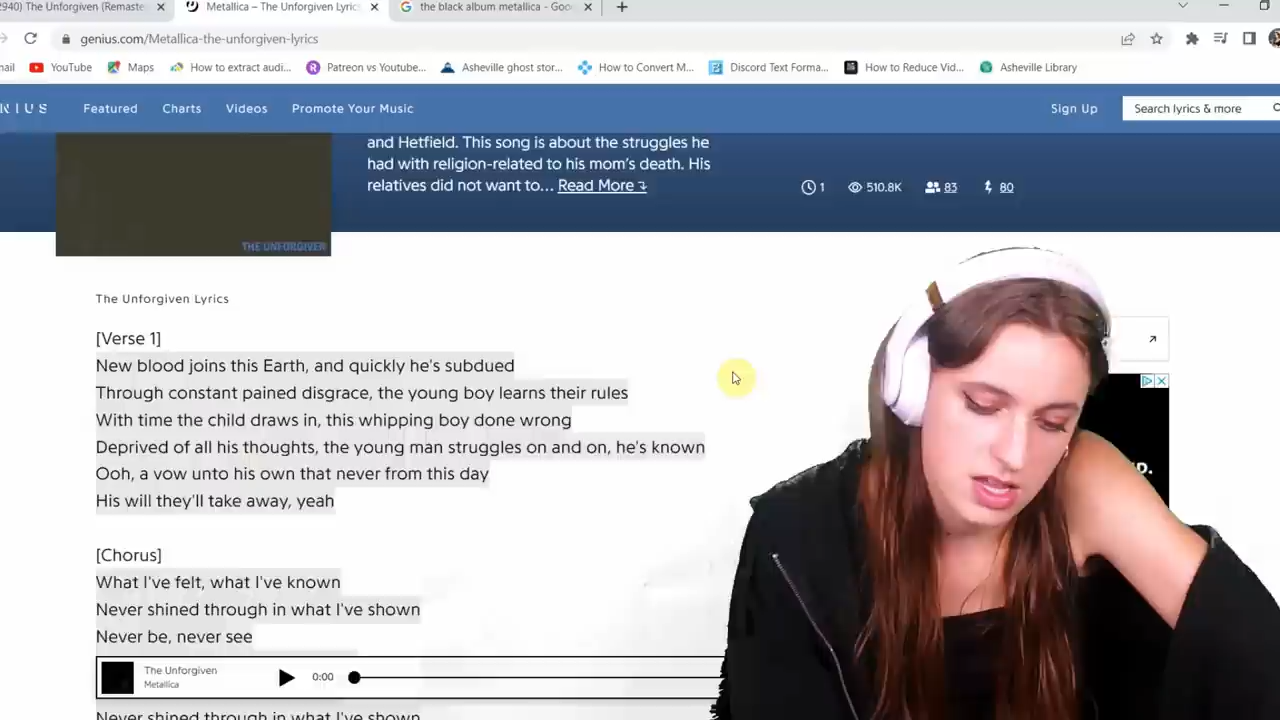 2940) The Unforgiven (Remaste
Metallica – The Unforgiven Lyrics
the black album metallica - Goo
genius.com/Metallica-the-unforgiven-lyrics
mail YouTube Maps How to extract audi... Patreon vs Youtube... Asheville ghost stor... How to Convert M... Discord Text Forma... How to Reduce Vid... Asheville Library
NIUS Featured Charts Videos Promote Your Music Sign Up Search lyrics & more
and Hetfield. This song is about the struggles he
had with religion-related to his mom's death. His
relatives did not want to... Read More
1 510.8K 83 80
THE UNFORGIVEN
The Unforgiven Lyrics
[Verse 1]
New blood joins this Earth, and quickly he's subdued
Through constant pained disgrace, the young boy learns their rules
With time the child draws in, this whipping boy done wrong
Deprived of all his thoughts, the young man struggles on and on, he's known
Ooh, a vow unto his own that never from this day
His will they'll take away, yeah
[Chorus]
What I've felt, what I've known
Never shined through in what I've shown
Never be, never see
The Unforgiven
Metallica
0:00
Never shined through in what I've shown